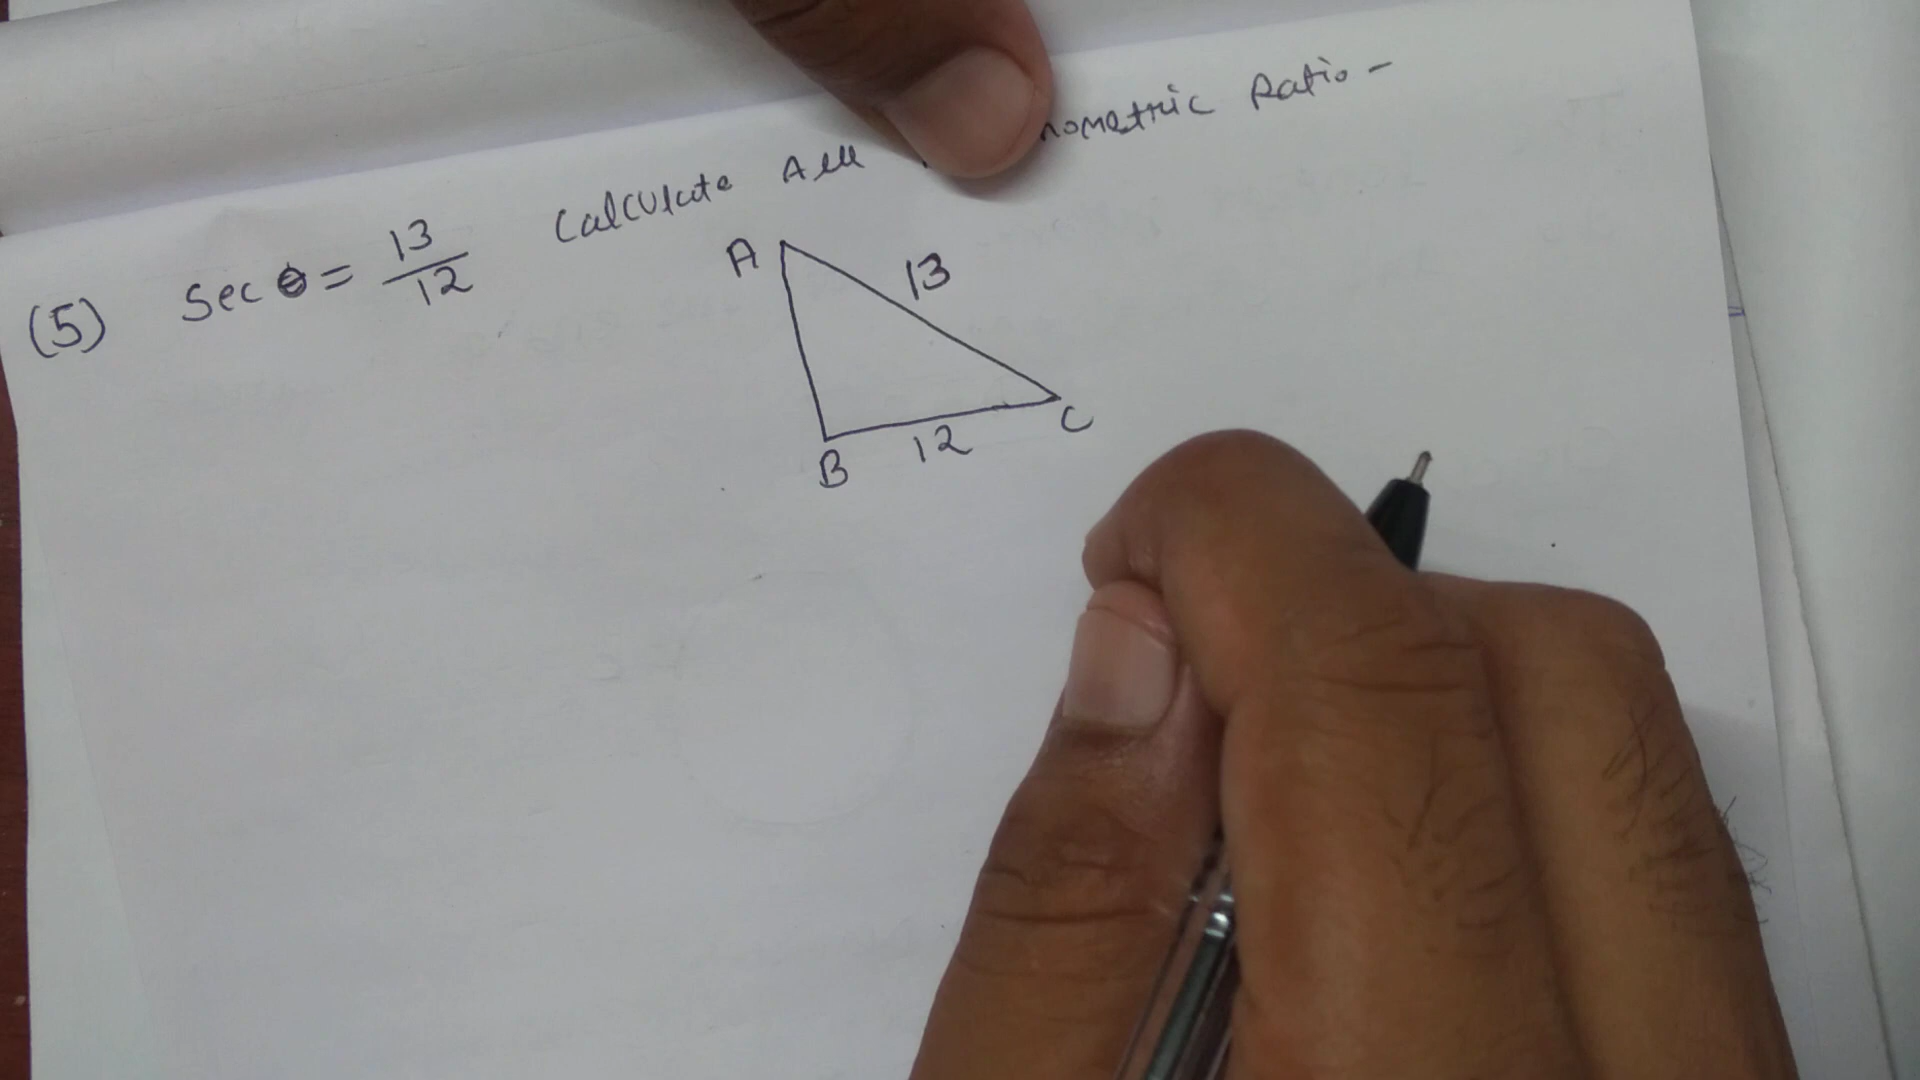 (5) Sec θ = 13/12 Calculate All nometric Ratio -
A
13
B 12 C